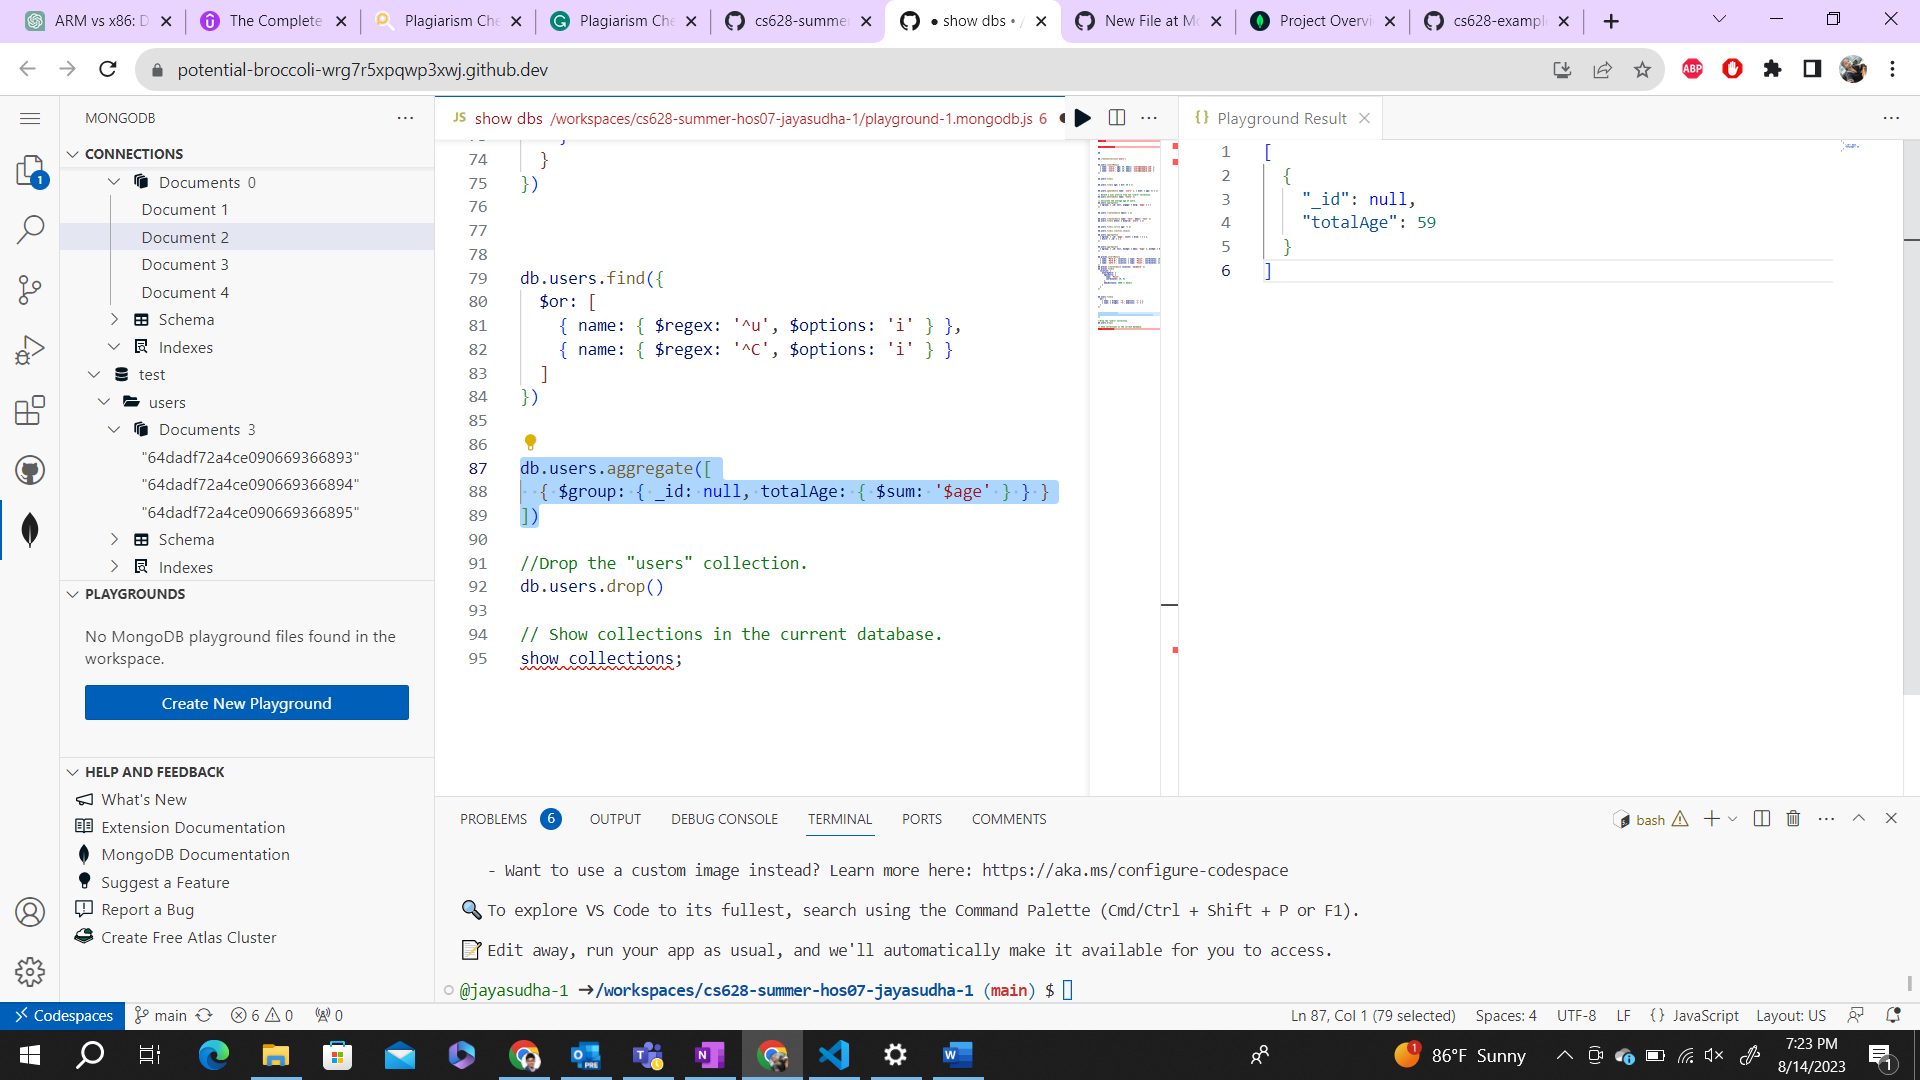 ARM vs x86: D
The Complete
Plagiarism Che
Plagiarism Che
cs628-summer
● show dbs • /
New File at Mo
Project Overvi
cs628-example
potential-broccoli-wrg7r5xpqwp3xwj.github.dev
ABP
MONGODB
CONNECTIONS
Documents 0
Document 1
Document 2
Document 3
Document 4
Schema
Indexes
test
users
Documents 3
"64dadf72a4ce090669366893"
"64dadf72a4ce090669366894"
"64dadf72a4ce090669366895"
Schema
Indexes
PLAYGROUNDS
No MongoDB playground files found in the
workspace.
Create New Playground
HELP AND FEEDBACK
What's New
Extension Documentation
MongoDB Documentation
Suggest a Feature
Report a Bug
Create Free Atlas Cluster
JS show dbs /workspaces/cs628-summer-hos07-jayasudha-1/playground-1.mongodb.js 6
74 }
75 })
76
77
78
79 db.users.find({
80 $or: [
81 { name: { $regex: '^u', $options: 'i' } },
82 { name: { $regex: '^C', $options: 'i' } }
83 ]
84 })
85
86
87 db.users.aggregate([
88 { $group: { _id: null, totalAge: { $sum: '$age' } } }
89 ])
90
91 //Drop the "users" collection.
92 db.users.drop()
93
94 // Show collections in the current database.
95 show collections;
{} Playground Result
1 [
2 {
3 "_id": null,
4 "totalAge": 59
5 }
6 ]
PROBLEMS 6 OUTPUT DEBUG CONSOLE TERMINAL PORTS COMMENTS
bash
- Want to use a custom image instead? Learn more here: https://aka.ms/configure-codespace
🔍 To explore VS Code to its fullest, search using the Command Palette (Cmd/Ctrl + Shift + P or F1).
📝 Edit away, run your app as usual, and we'll automatically make it available for you to access.
@jayasudha-1 →/workspaces/cs628-summer-hos07-jayasudha-1 (main) $
Codespaces main 6 0 0
Ln 87, Col 1 (79 selected) Spaces: 4 UTF-8 LF {} JavaScript Layout: US
86°F Sunny
7:23 PM
8/14/2023